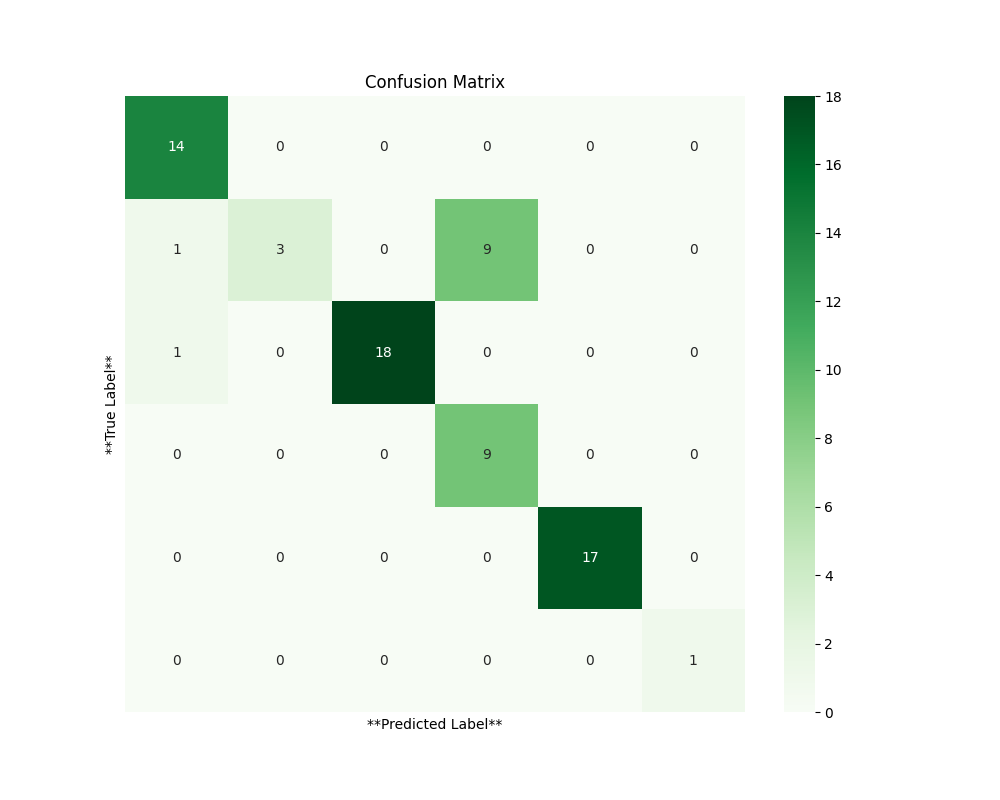 Confusion Matrix
14 0 0 0 0 0
1 3 0 9 0 0
1 0 18 0 0 0
0 0 0 9 0 0
0 0 0 0 17 0
0 0 0 0 0 1
**True Label**
**Predicted Label**
18
16
14
12
10
8
6
4
2
0